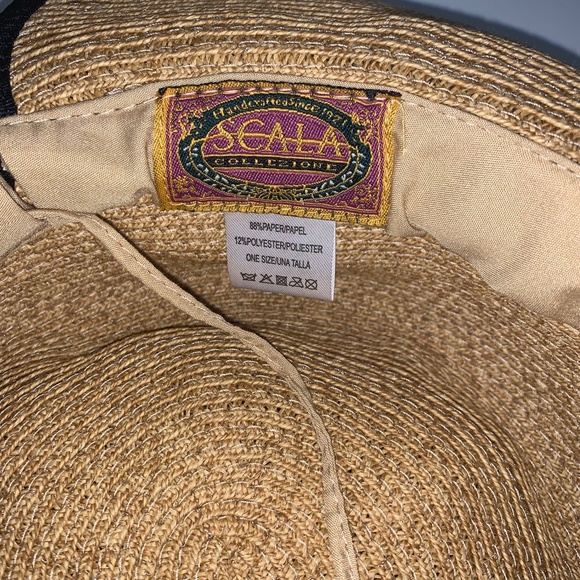 Handcrafted Since 1921
SCALA
COLLEZIONE
88%PAPER/PAPEL
12%POLYESTER/POLIESTER
ONE SIZE/UNA TALLA